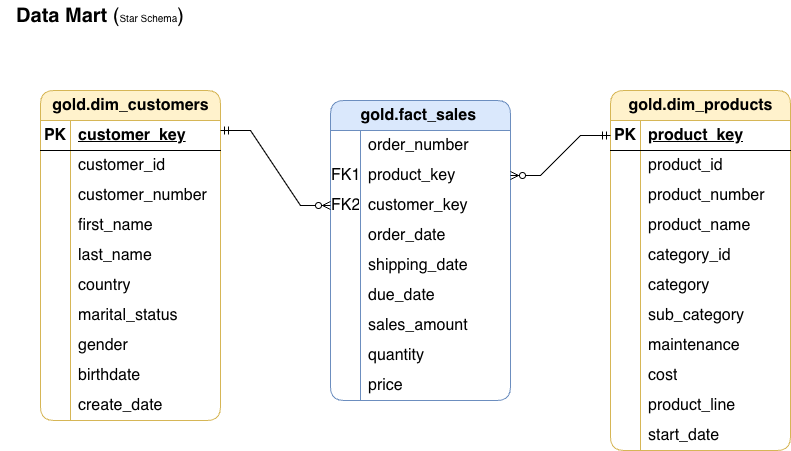 Data Mart (Star Schema)
gold.dim_customers
PK customer_key
customer_id
customer_number
first_name
last_name
country
marital_status
gender
birthdate
create_date
gold.fact_sales
order_number
FK1 product_key
FK2 customer_key
order_date
shipping_date
due_date
sales_amount
quantity
price
gold.dim_products
PK product_key
product_id
product_number
product_name
category_id
category
sub_category
maintenance
cost
product_line
start_date